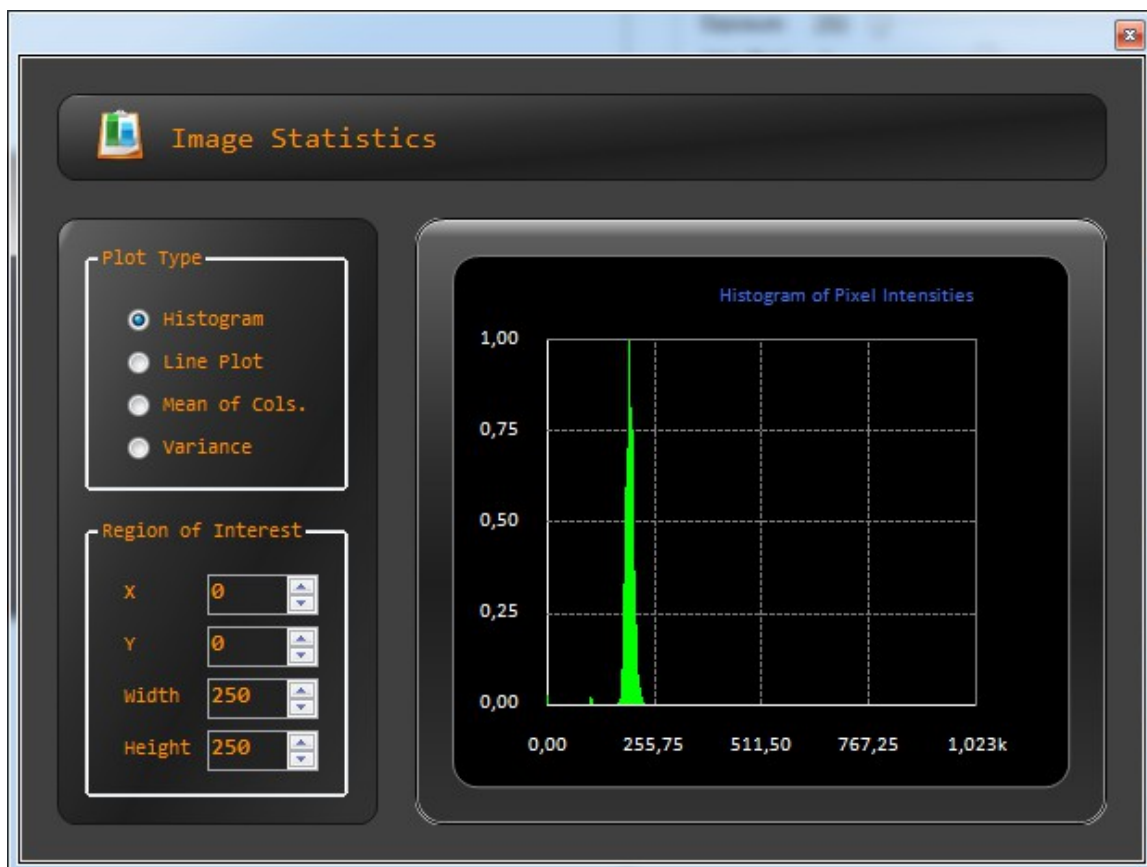 Image Statistics
Plot Type
Histogram
Line Plot
Mean of Cols.
Variance
Region of Interest
X 0
Y 0
Width 250
Height 250
Histogram of Pixel Intensities
1,00
0,75
0,50
0,25
0,00
0,00 255,75 511,50 767,25 1,023k